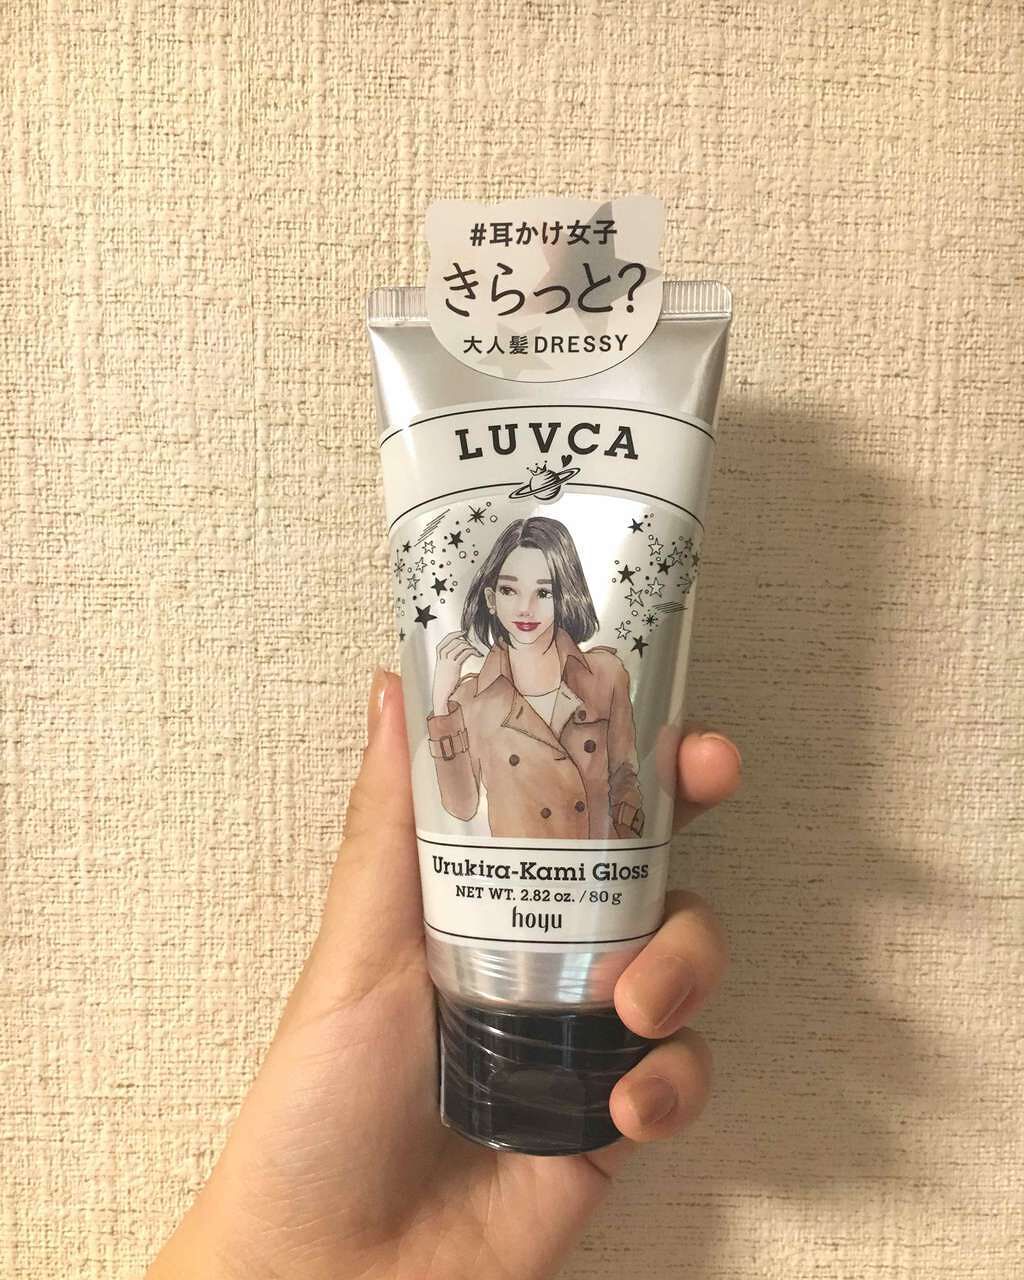 #耳かけ女子
きらっと?
大人髪DRESSY
LUVCA
Urukira-Kami Gloss
NET WT. 2.82 oz. / 80 g
hoyu